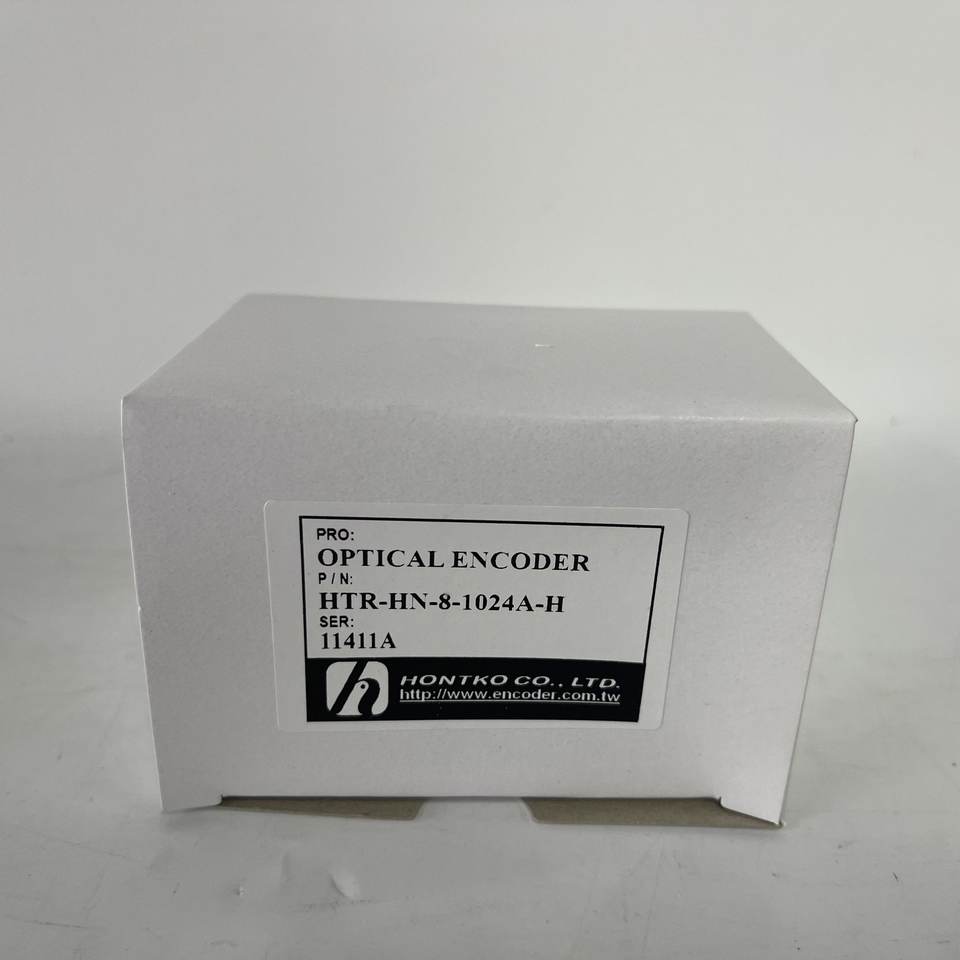 PRO:
OPTICAL ENCODER
P / N:
HTR-HN-8-1024A-H
SER:
11411A
HONTKO CO., LTD.
http://www.encoder.com.tw